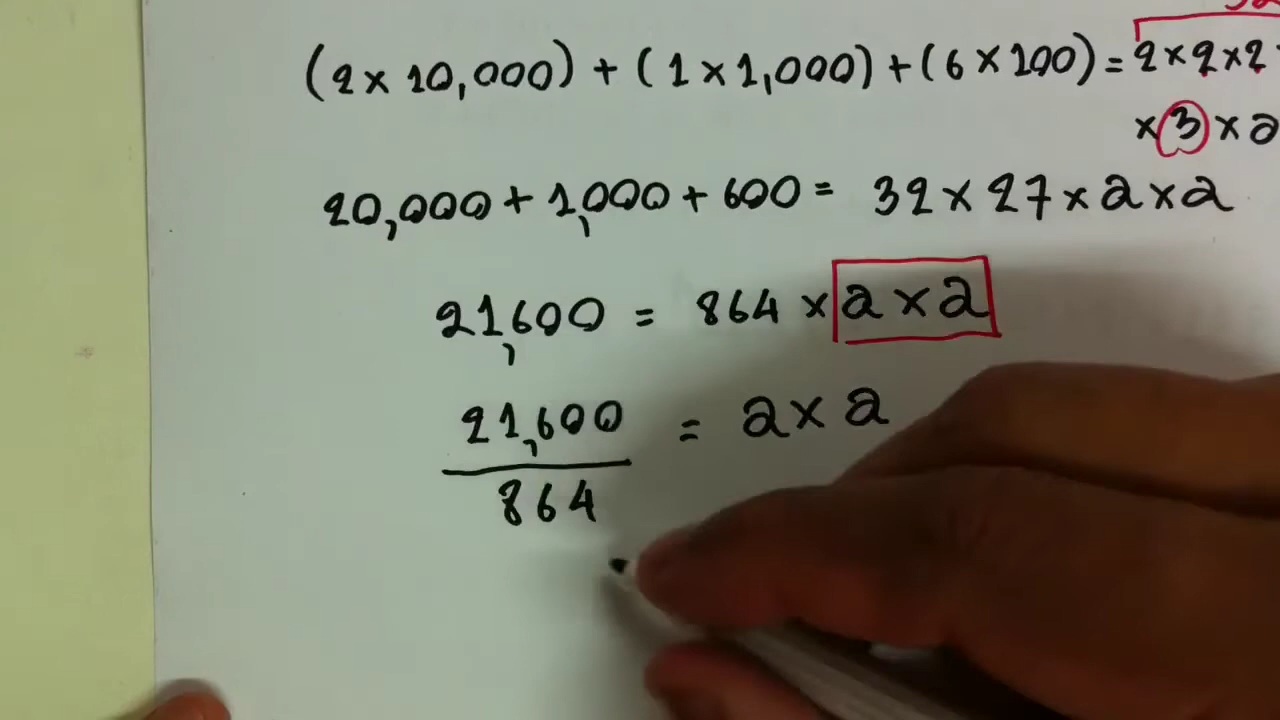 (2 × 10,000) + (1 × 1,000) + (6 × 100) = 2 × 2 × 2
× 3 × a
20,000 + 1,000 + 600 = 32 × 27 × a × a
21,600 = 864 × a × a
21,600 = a × a
864